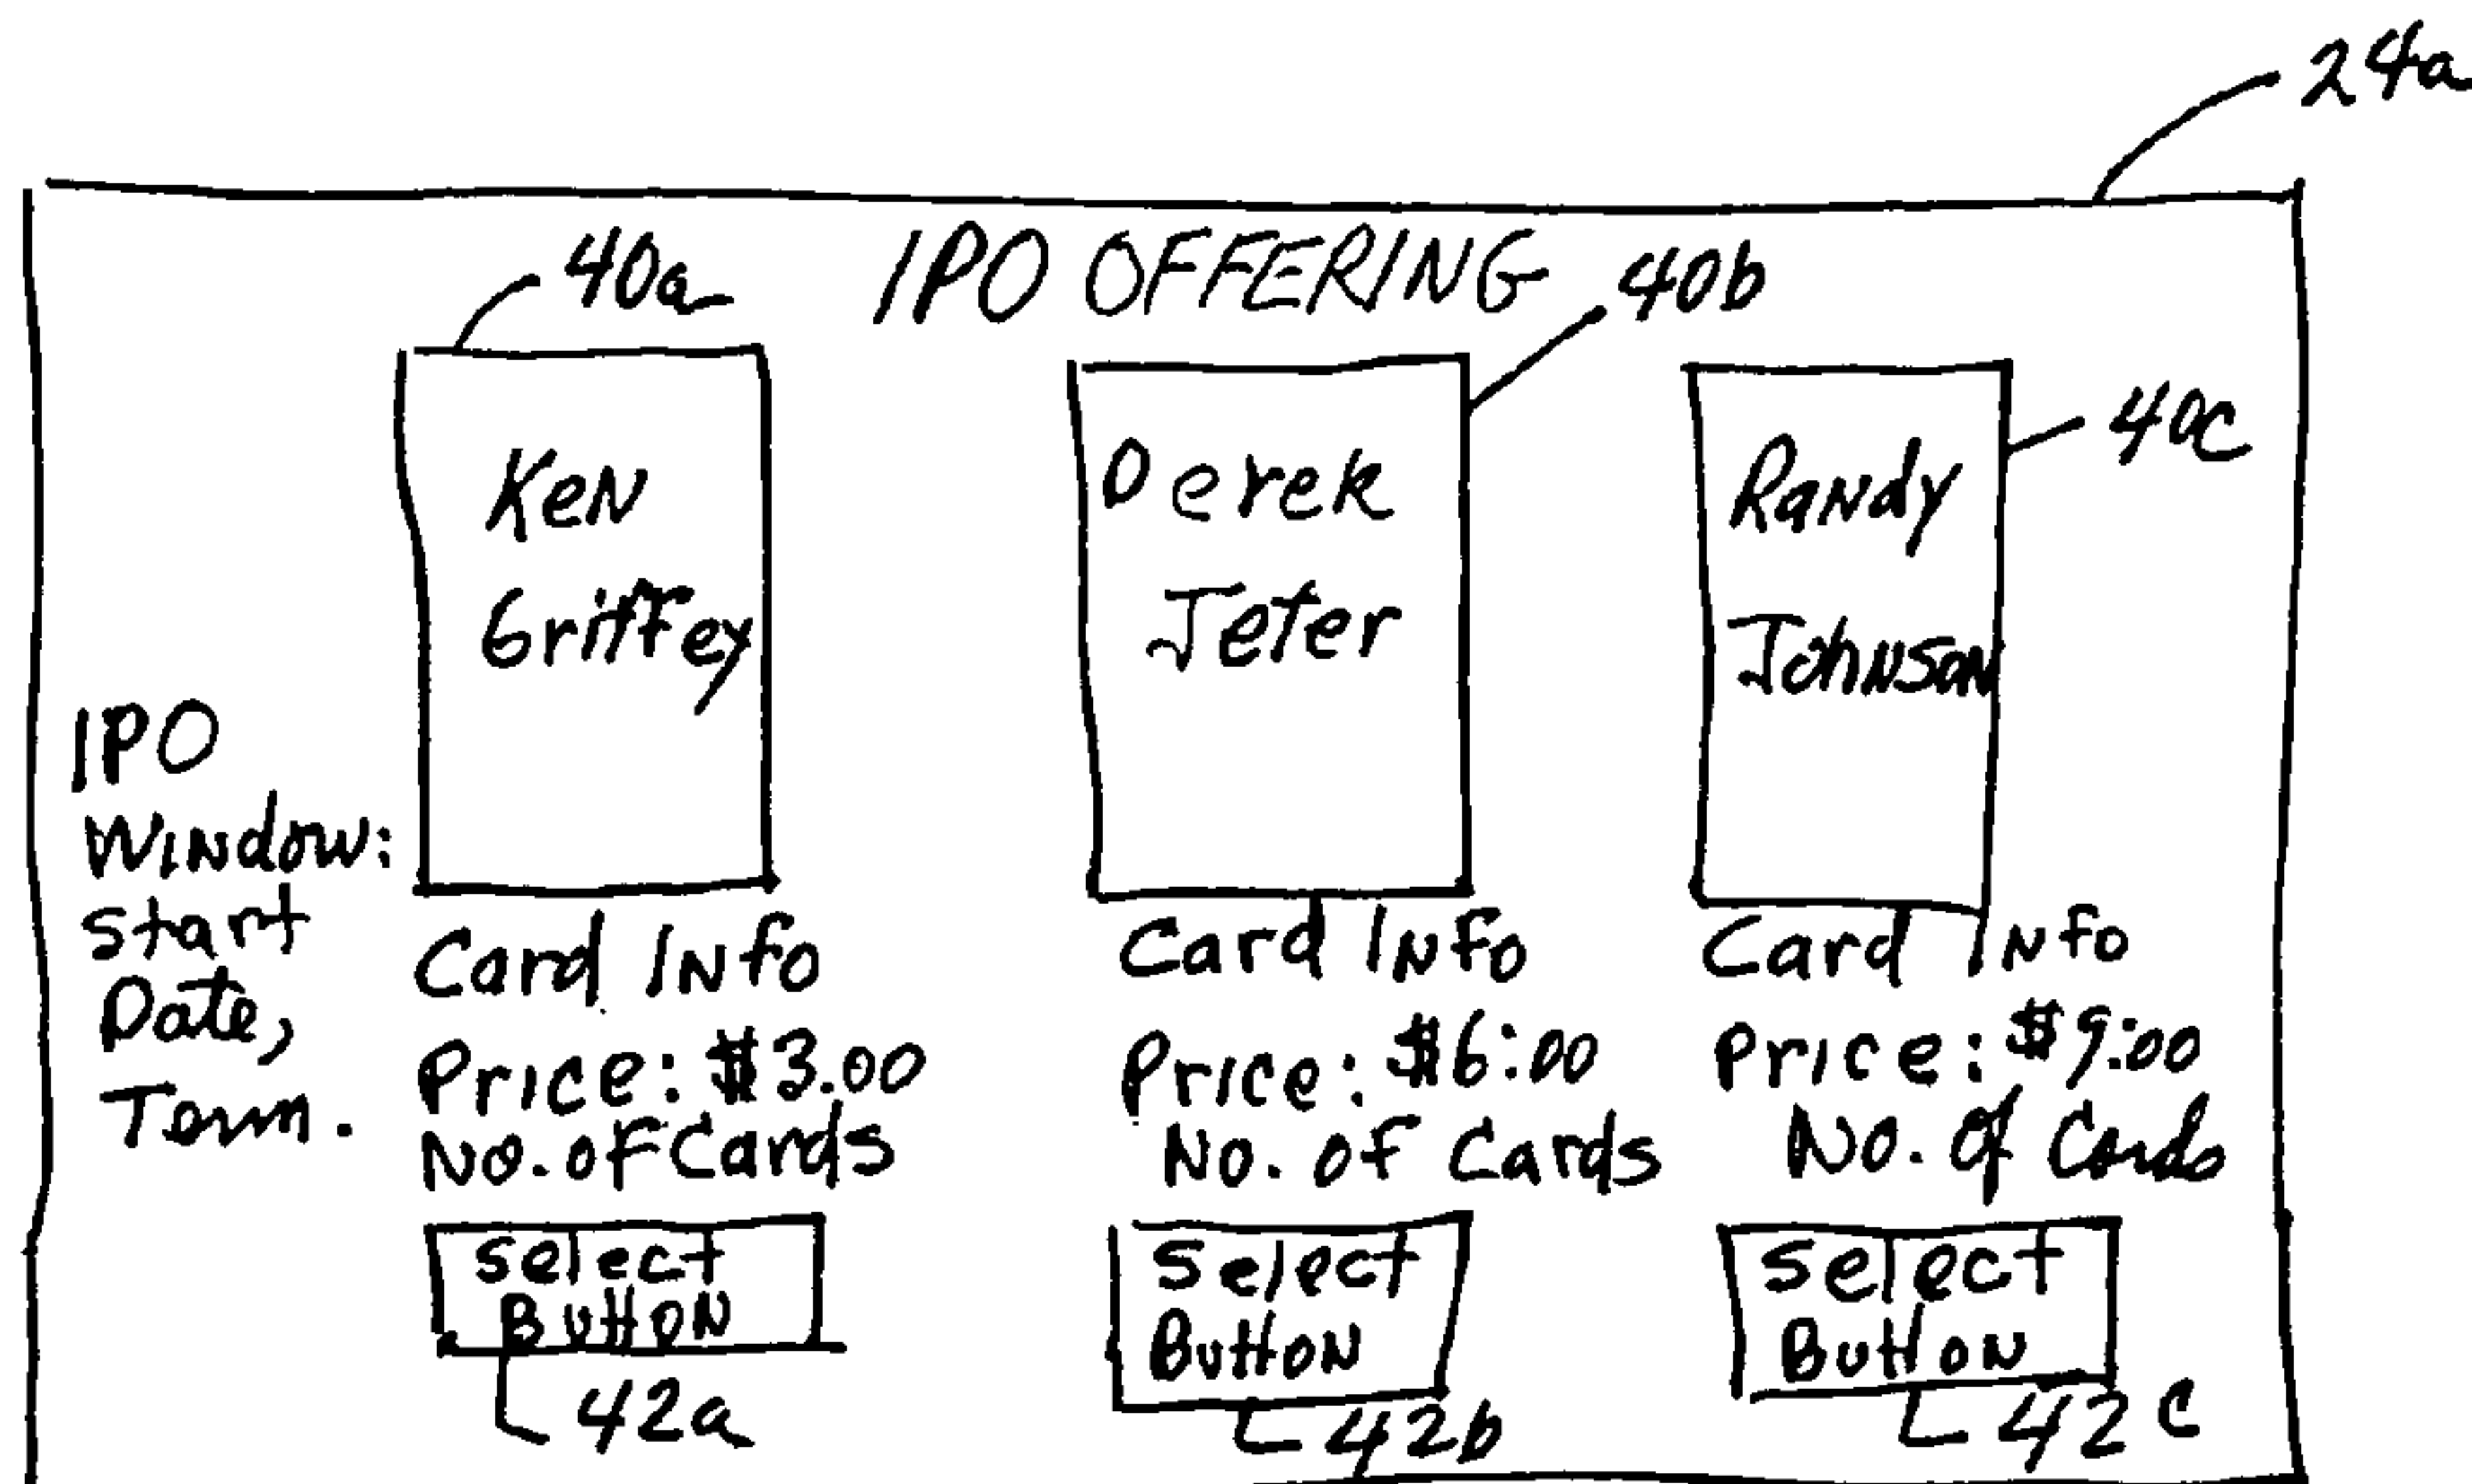 24a
IPO OFFERING
40a
40b
40c
Ken
Griffey
Derek
Jeter
Randy
Johnson
IPO
Window:
Start
Date,
Term.
Card Info
Price: $3.00
No. of Cards
Select
Button
42a
Card Info
Price: $6:00
No. of Cards
Select
Button
42b
Card Info
Price: $9:00
No. of Cards
Select
Button
42c